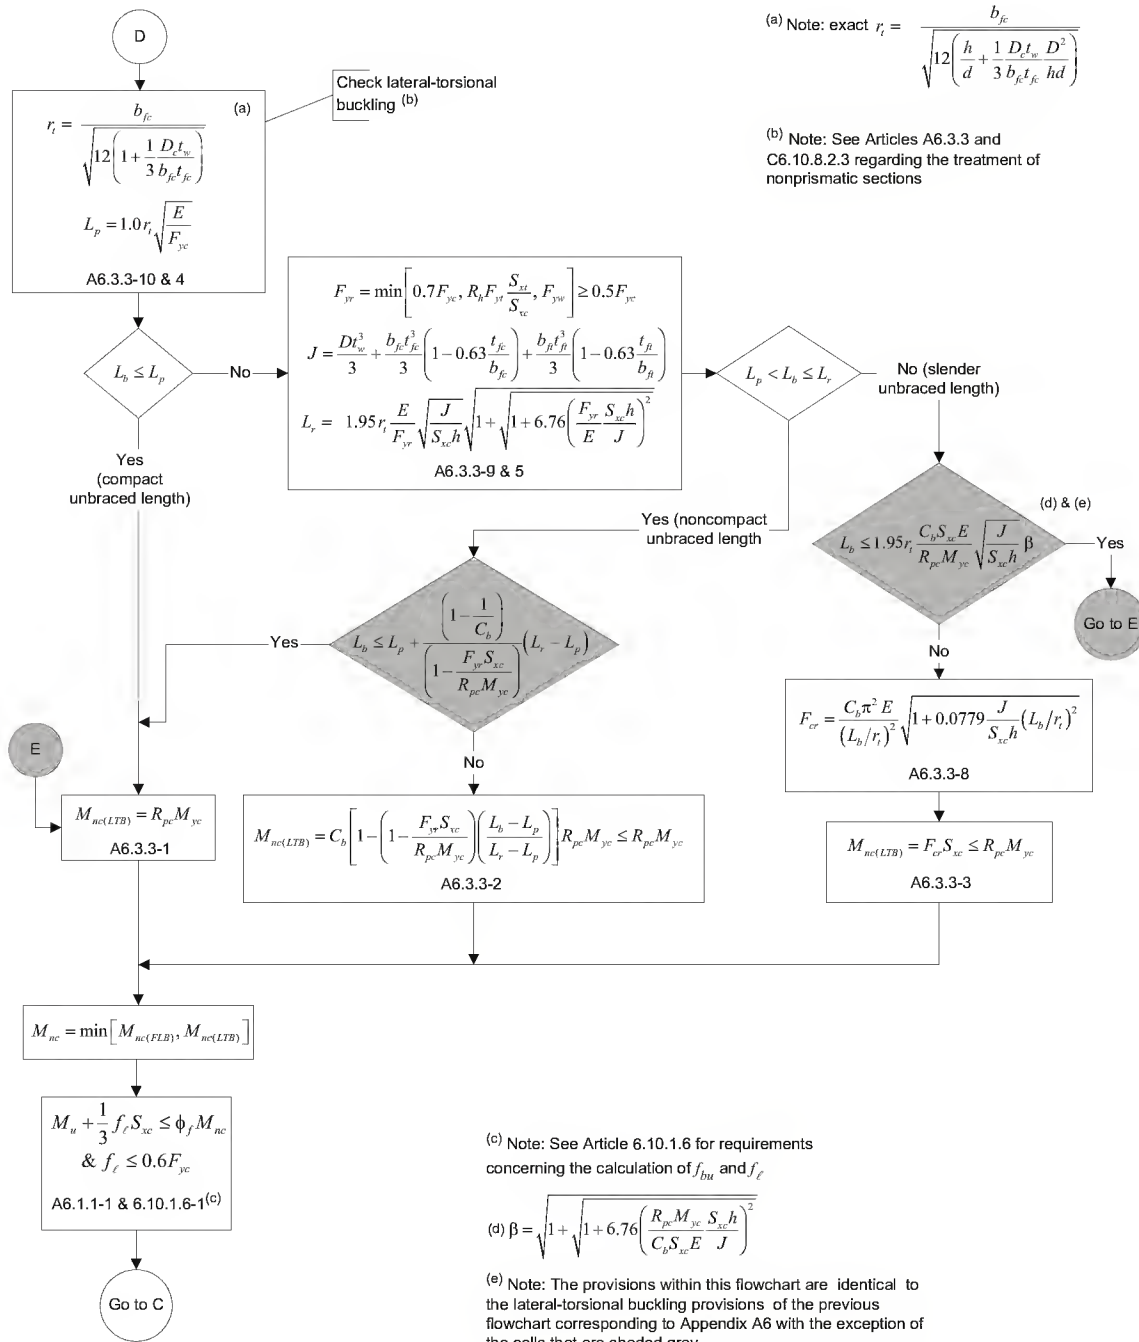 D
r_t = b_fc / √(12(1 + 1/3 D_c t_w / b_fc t_fc))
(a)
L_p = 1.0 r_t √(E / F_yc)
A6.3.3-10 & 4
Check lateral-torsional
buckling (b)
(a) Note: exact r_t = b_fc / √(12(h/d + 1/3 D_c t_w / b_fc t_fc D²/hd))
(b) Note: See Articles A6.3.3 and
C6.10.8.2.3 regarding the treatment of
nonprismatic sections
L_b ≤ L_p
No
F_yr = min[0.7F_yc, R_h F_yt S_xt/S_xc, F_yw] ≥ 0.5F_yc
J = Dt_w³/3 + b_fc t_fc³/3 (1 − 0.63 t_fc/b_fc) + b_ft t_ft³/3 (1 − 0.63 t_ft/b_ft)
L_r = 1.95 r_t E/F_yr √(J/S_xc h) √(1 + √(1 + 6.76(F_yr/E S_xc h/J)²))
A6.3.3-9 & 5
L_p < L_b ≤ L_r
No (slender
unbraced length)
Yes
(compact
unbraced length)
Yes (noncompact
unbraced length
(d) & (e)
L_b ≤ 1.95 r_t C_b S_xc E / R_pc M_yc √(J/S_xc h) β
Yes
Go to E
No
L_b ≤ L_p + (1 − 1/C_b) / (1 − F_yr S_xc / R_pc M_yc) (L_r − L_p)
Yes
No
F_cr = C_b π² E / (L_b/r_t)² √(1 + 0.0779 J/S_xc h (L_b/r_t)²)
A6.3.3-8
E
M_nc(LTB) = R_pc M_yc
A6.3.3-1
M_nc(LTB) = C_b [1 − (1 − F_yr S_xc / R_pc M_yc)((L_b − L_p)/(L_r − L_p))] R_pc M_yc ≤ R_pc M_yc
A6.3.3-2
M_nc(LTB) = F_cr S_xc ≤ R_pc M_yc
A6.3.3-3
M_nc = min[M_nc(FLB), M_nc(LTB)]
M_u + 1/3 f_ℓ S_xc ≤ ϕ_f M_nc
& f_ℓ ≤ 0.6F_yc
A6.1.1-1 & 6.10.1.6-1(c)
Go to C
(c) Note: See Article 6.10.1.6 for requirements
concerning the calculation of f_bu and f_ℓ
(d) β = √(1 + √(1 + 6.76(R_pc M_yc / C_b S_xc E S_xc h/J)²))
(e) Note: The provisions within this flowchart are identical to
the lateral-torsional buckling provisions of the previous
flowchart corresponding to Appendix A6 with the exception of
the cells that are shaded grey